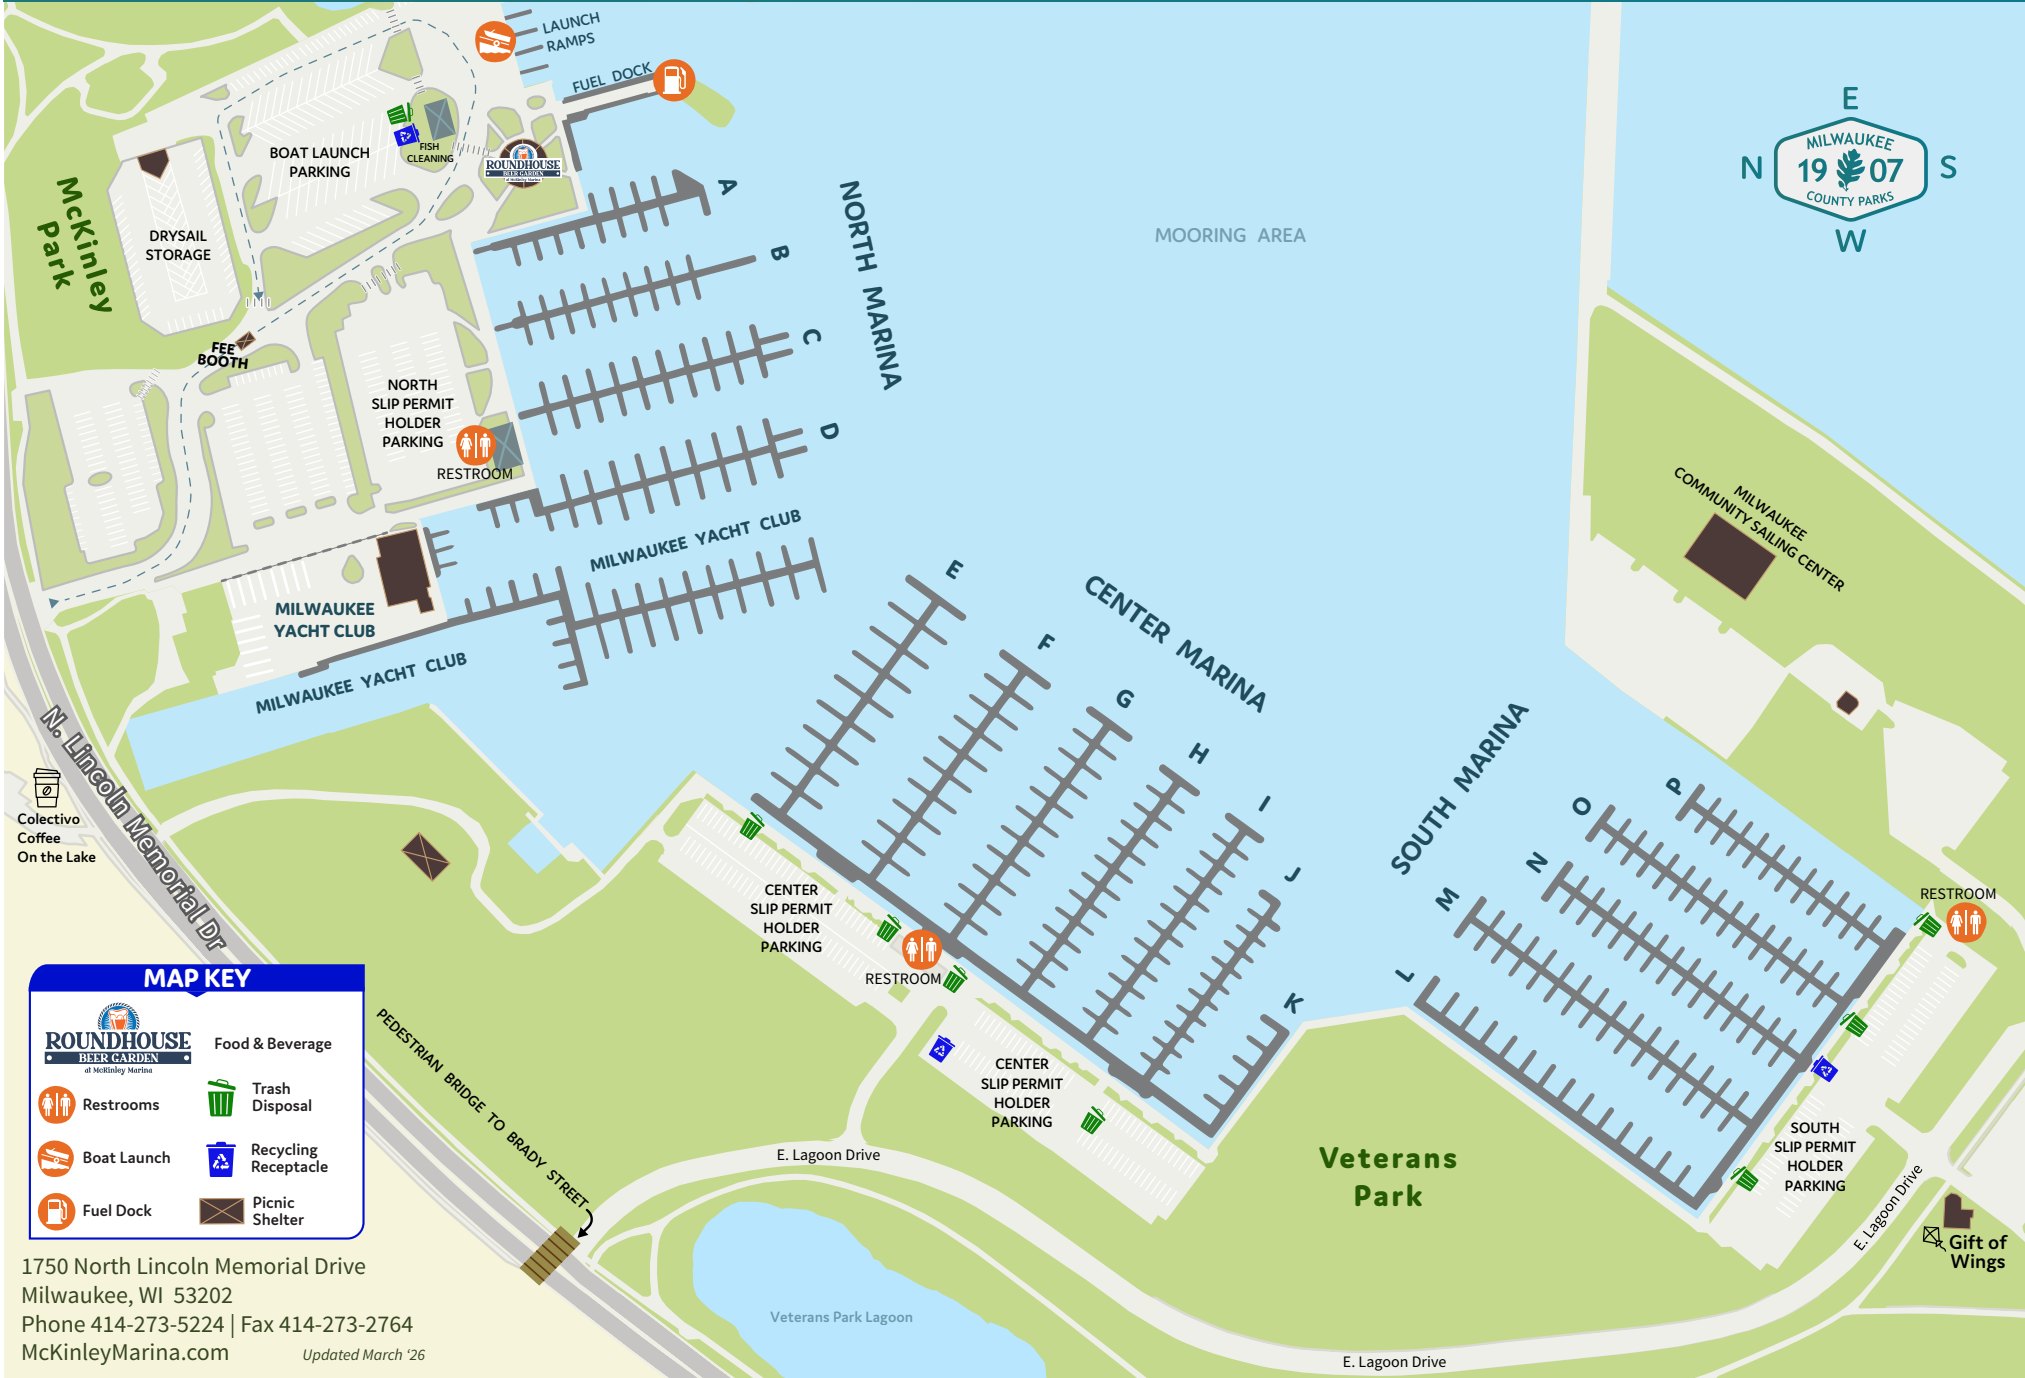 LAUNCH
RAMPS
FUEL DOCK
E
MILWAUKEE
N
19 07
S
COUNTY PARKS
W
BOAT LAUNCH
PARKING
FISH
CLEANING
ROUNDHOUSE
BEER GARDEN
at McKinley Marina
McKinley
Park
DRYSAIL
STORAGE
FEE
BOOTH
NORTH
SLIP PERMIT
HOLDER
PARKING
RESTROOM
A
B
C
D
NORTH MARINA
MOORING AREA
MILWAUKEE
COMMUNITY SAILING CENTER
MILWAUKEE YACHT CLUB
MILWAUKEE
YACHT CLUB
MILWAUKEE YACHT CLUB
E
F
G
H
I
J
K
CENTER MARINA
SOUTH MARINA
L
M
N
O
P
RESTROOM
N. Lincoln Memorial Dr
Colectivo
Coffee
On the Lake
CENTER
SLIP PERMIT
HOLDER
PARKING
RESTROOM
CENTER
SLIP PERMIT
HOLDER
PARKING
SOUTH
SLIP PERMIT
HOLDER
PARKING
Veterans
Park
E. Lagoon Drive
E. Lagoon Drive
E. Lagoon Drive
Gift of
Wings
Veterans Park Lagoon
PEDESTRIAN BRIDGE TO BRADY STREET
MAP KEY
ROUNDHOUSE
BEER GARDEN
at McKinley Marina
Food & Beverage
Restrooms
Trash
Disposal
Boat Launch
Recycling
Receptacle
Fuel Dock
Picnic
Shelter
1750 North Lincoln Memorial Drive
Milwaukee, WI 53202
Phone 414-273-5224 | Fax 414-273-2764
McKinleyMarina.com
Updated March ‘26